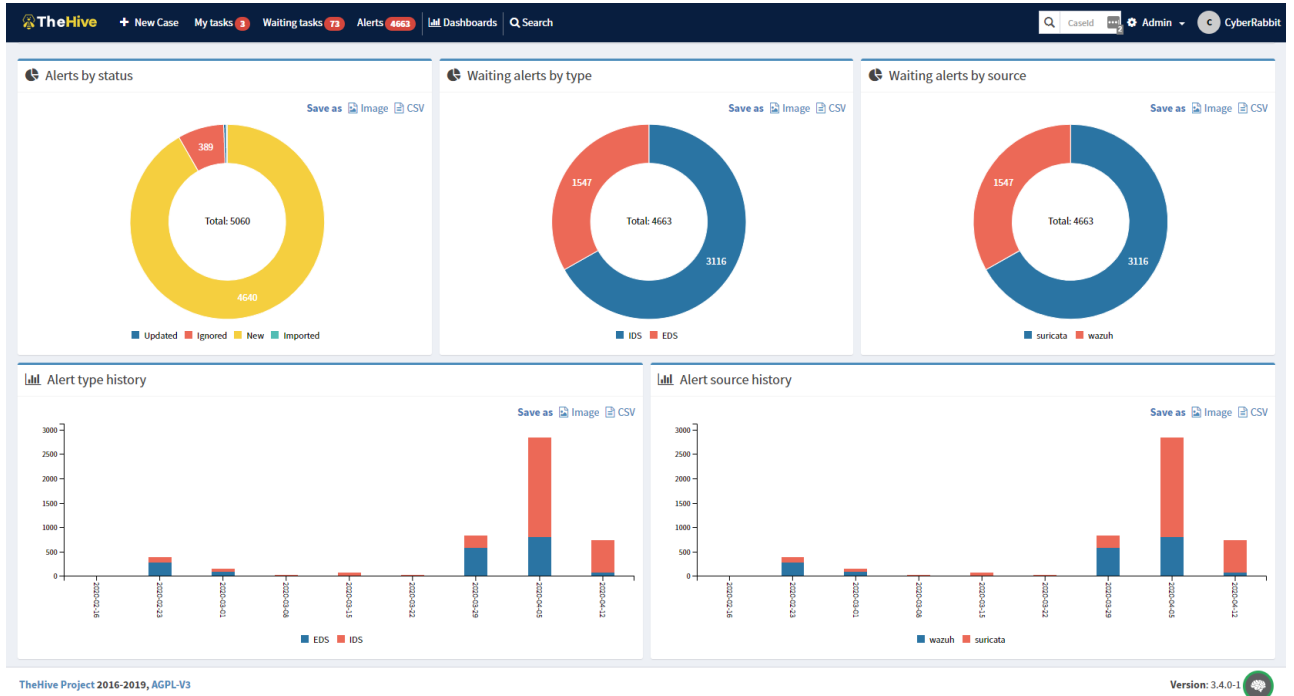 TheHive + New Case My tasks 3 Waiting tasks 73 Alerts 4663 Dashboards Search CaseId 2 Admin C CyberRabbit
Alerts by status
Save as Image CSV
389
Total: 5060
4640
Updated Ignored New Imported
Waiting alerts by type
Save as Image CSV
1547
Total: 4663
3116
IDS EDS
Waiting alerts by source
Save as Image CSV
1547
Total: 4663
3116
suricata wazuh
Alert type history
Save as Image CSV
3000
2500
2000
1500
1000
500
0
2020-02-16
2020-02-23
2020-03-01
2020-03-08
2020-03-15
2020-03-22
2020-03-29
2020-04-05
2020-04-12
EDS IDS
Alert source history
Save as Image CSV
3000
2500
2000
1500
1000
500
0
2020-02-16
2020-02-23
2020-03-01
2020-03-08
2020-03-15
2020-03-22
2020-03-29
2020-04-05
2020-04-12
wazuh suricata
TheHive Project 2016-2019, AGPL-V3 Version: 3.4.0-1